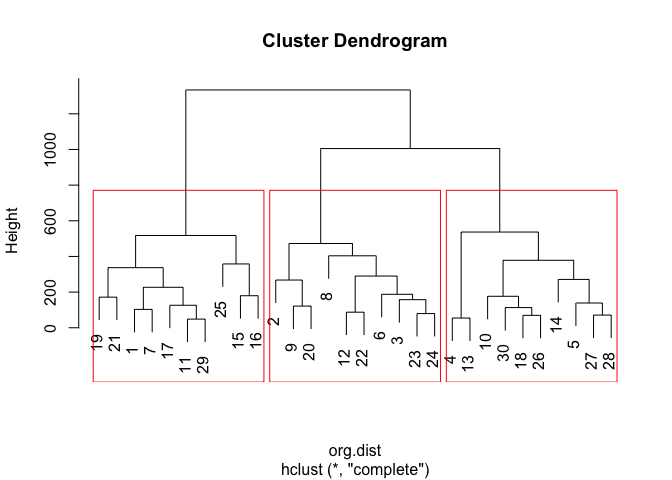 Cluster Dendrogram
Height
0 200 600 1000
19 21 1 7 17 11 29 25 15 16 2 9 20 8 12 22 6 3 23 24 4 13 10 30 18 26 14 5 27 28
org.dist
hclust (*, "complete")